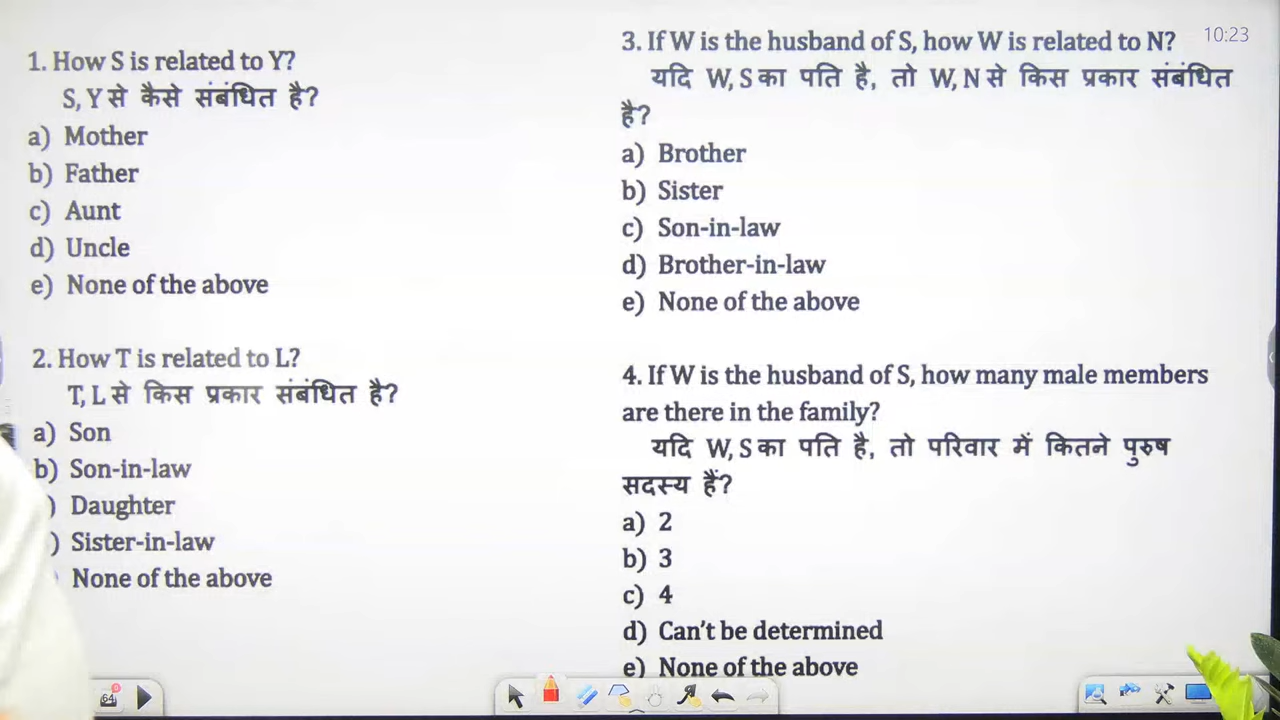 1. How S is related to Y?
S, Y से कैसे संबंधित है?
a) Mother
b) Father
c) Aunt
d) Uncle
e) None of the above
2. How T is related to L?
T, L से किस प्रकार संबंधित है?
a) Son
b) Son-in-law
) Daughter
) Sister-in-law
None of the above
3. If W is the husband of S, how W is related to N?
यदि W, S का पति है, तो W, N से किस प्रकार संबंधित
है?
a) Brother
b) Sister
c) Son-in-law
d) Brother-in-law
e) None of the above
4. If W is the husband of S, how many male members
are there in the family?
यदि W, S का पति है, तो परिवार में कितने पुरुष
सदस्य हैं?
a) 2
b) 3
c) 4
d) Can't be determined
e) None of the above
10:23
64